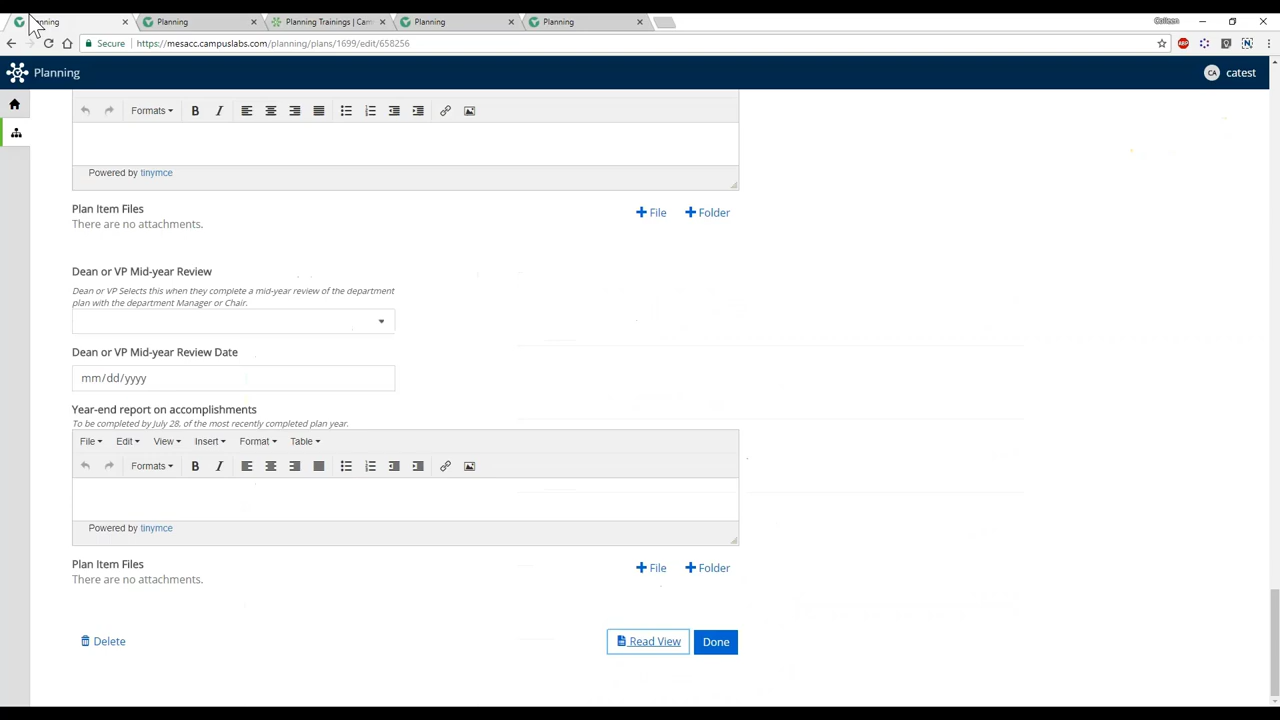 nning
Planning
Planning Trainings | Cam
Planning
Planning
Colleen
Secure
https://mesacc.campuslabs.com/planning/plans/1699/edit/658256
ABP
N
Planning
CA
catest
Formats
B
I
Powered by tinymce
Plan Item Files
File
Folder
There are no attachments.
Dean or VP Mid-year Review
Dean or VP Selects this when they complete a mid-year review of the department
plan with the department Manager or Chair.
Dean or VP Mid-year Review Date
mm/dd/yyyy
Year-end report on accomplishments
To be completed by July 28, of the most recently completed plan year.
File Edit View Insert Format Table
Formats
B
I
Powered by tinymce
Plan Item Files
File
Folder
There are no attachments.
Delete
Read View
Done